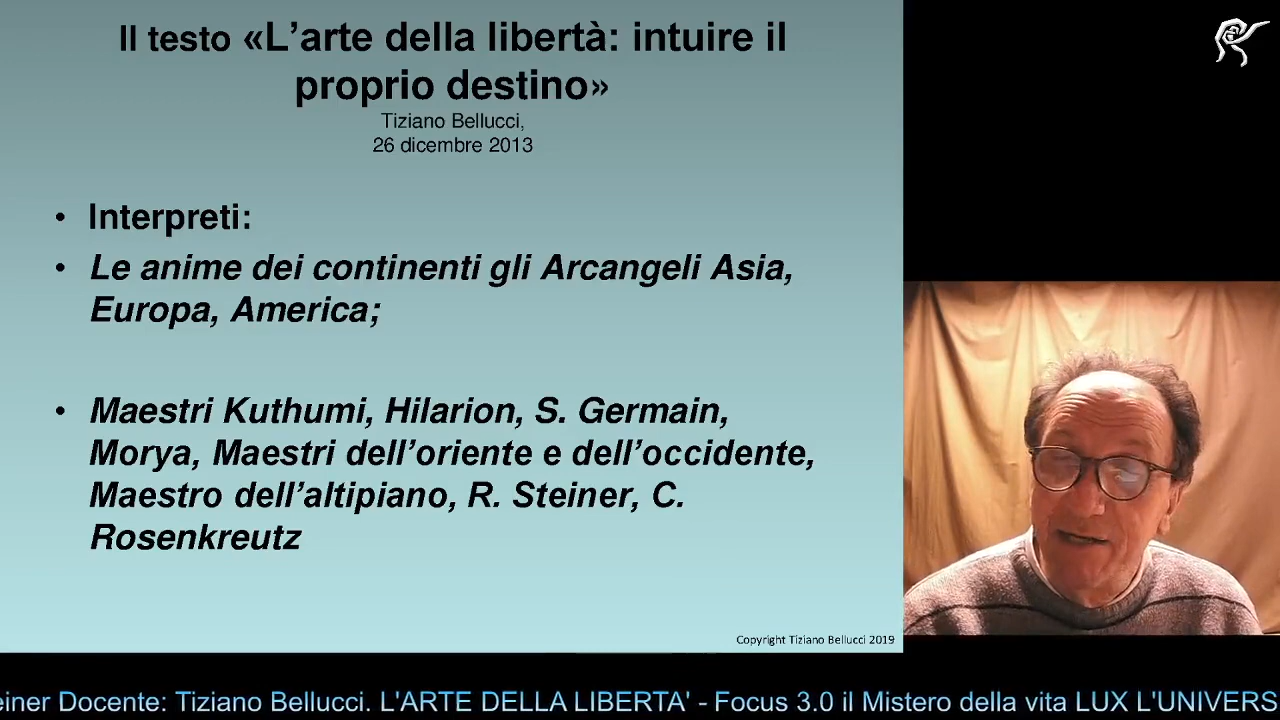 Il testo «L’arte della libertà: intuire il
proprio destino»
Tiziano Bellucci,
26 dicembre 2013
• Interpreti:
• Le anime dei continenti gli Arcangeli Asia,
Europa, America;
• Maestri Kuthumi, Hilarion, S. Germain,
Morya, Maestri dell’oriente e dell’occidente,
Maestro dell’altipiano, R. Steiner, C.
Rosenkreutz
Copyright Tiziano Bellucci 2019
einer Docente: Tiziano Bellucci. L'ARTE DELLA LIBERTA' - Focus 3.0 il Mistero della vita LUX L'UNIVERS